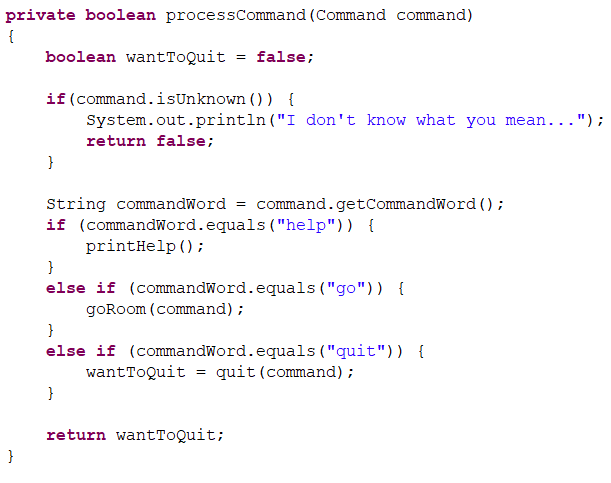 private boolean processCommand(Command command)
{
    boolean wantToQuit = false;

    if(command.isUnknown()) {
        System.out.println("I don't know what you mean...");
        return false;
    }

    String commandWord = command.getCommandWord();
    if (commandWord.equals("help")) {
        printHelp();
    }
    else if (commandWord.equals("go")) {
        goRoom(command);
    }
    else if (commandWord.equals("quit")) {
        wantToQuit = quit(command);
    }

    return wantToQuit;
}